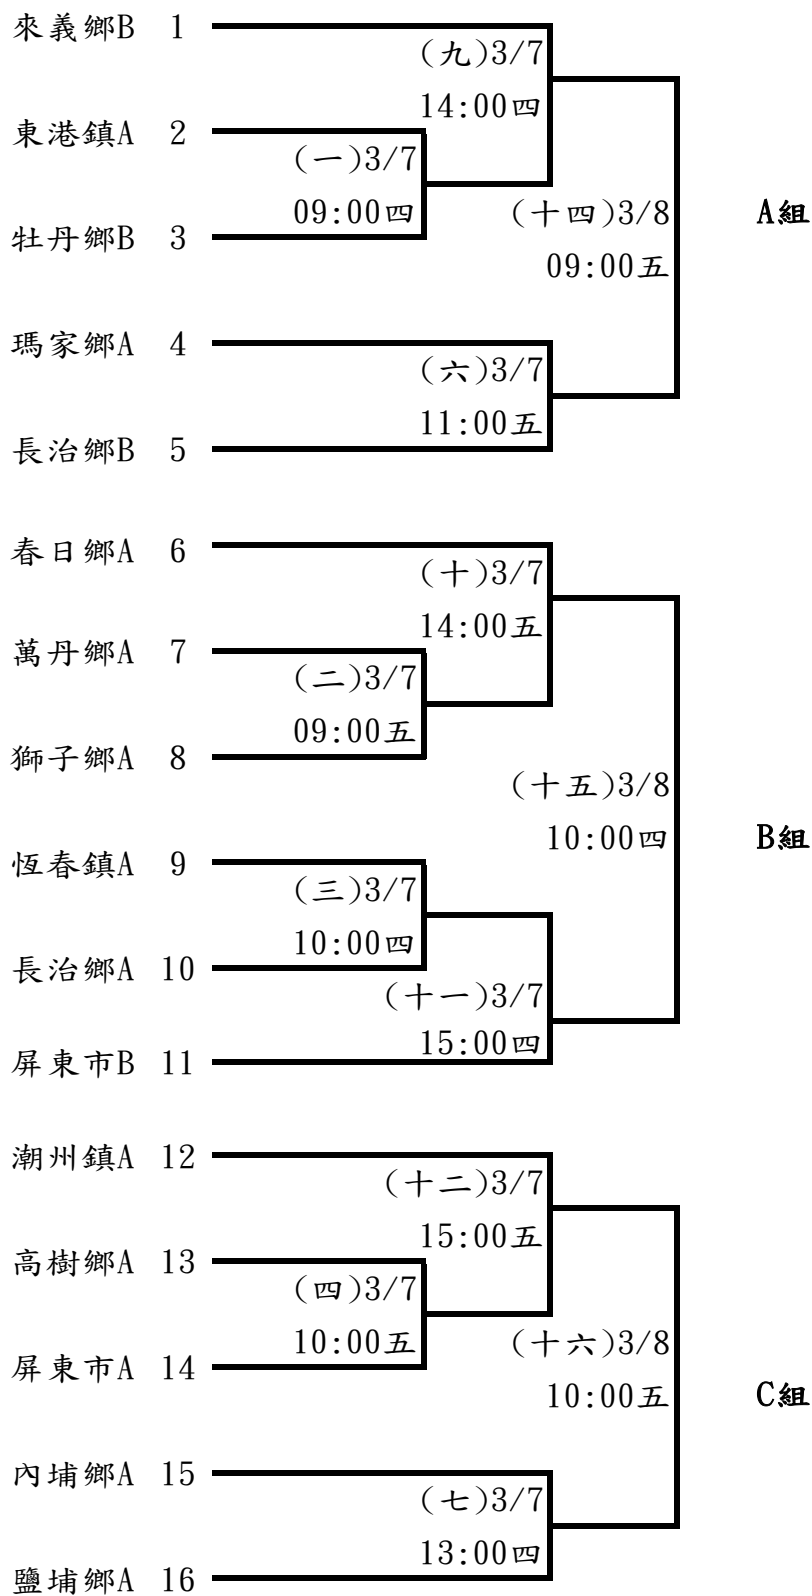 來義鄉B 1
(九)3/7
14:00四
東港鎮A 2
(一)3/7
09:00四
(十四)3/8
A組
牡丹鄉B 3
09:00五
瑪家鄉A 4
(六)3/7
11:00五
長治鄉B 5
春日鄉A 6
(十)3/7
14:00五
萬丹鄉A 7
(二)3/7
09:00五
獅子鄉A 8
(十五)3/8
10:00四
B組
恆春鎮A 9
(三)3/7
10:00四
長治鄉A 10
(十一)3/7
15:00四
屏東市B 11
潮州鎮A 12
(十二)3/7
15:00五
高樹鄉A 13
(四)3/7
10:00五
(十六)3/8
屏東市A 14
10:00五
C組
內埔鄉A 15
(七)3/7
13:00四
鹽埔鄉A 16